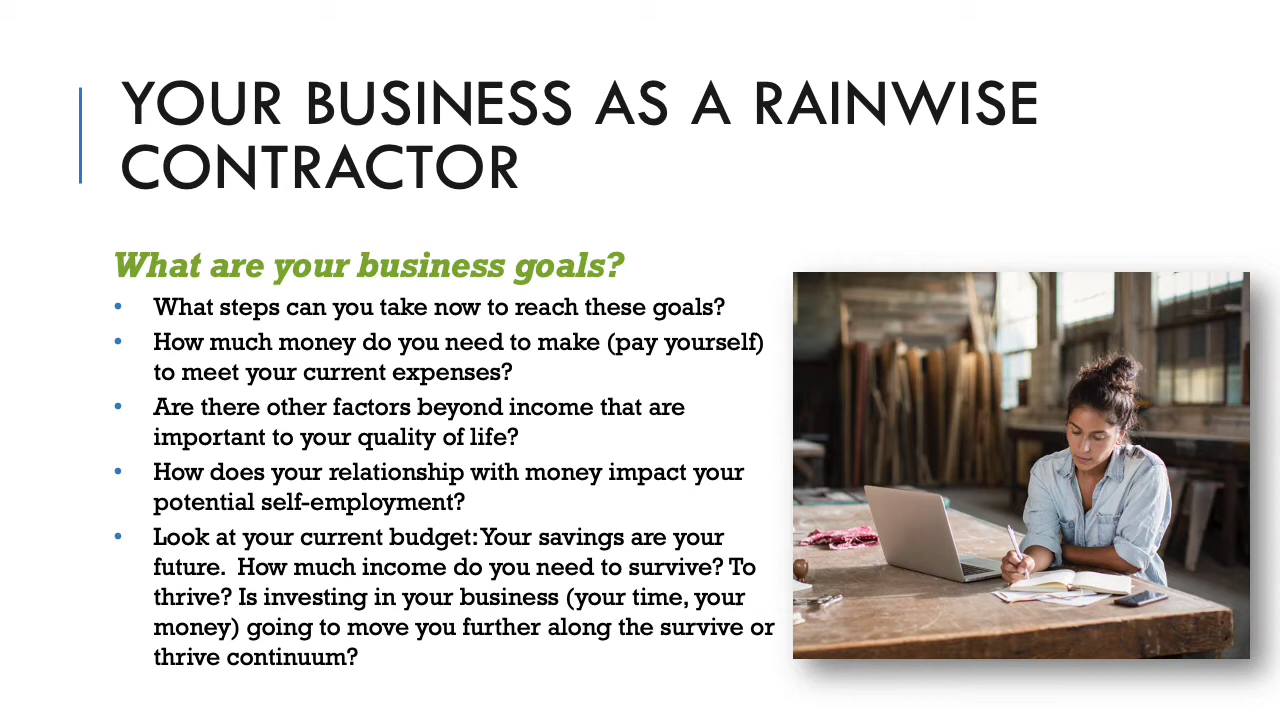 YOUR BUSINESS AS A RAINWISE
CONTRACTOR
What are your business goals?
• What steps can you take now to reach these goals?
• How much money do you need to make (pay yourself)
to meet your current expenses?
• Are there other factors beyond income that are
important to your quality of life?
• How does your relationship with money impact your
potential self-employment?
• Look at your current budget: Your savings are your
future.  How much income do you need to survive? To
thrive? Is investing in your business (your time, your
money) going to move you further along the survive or
thrive continuum?